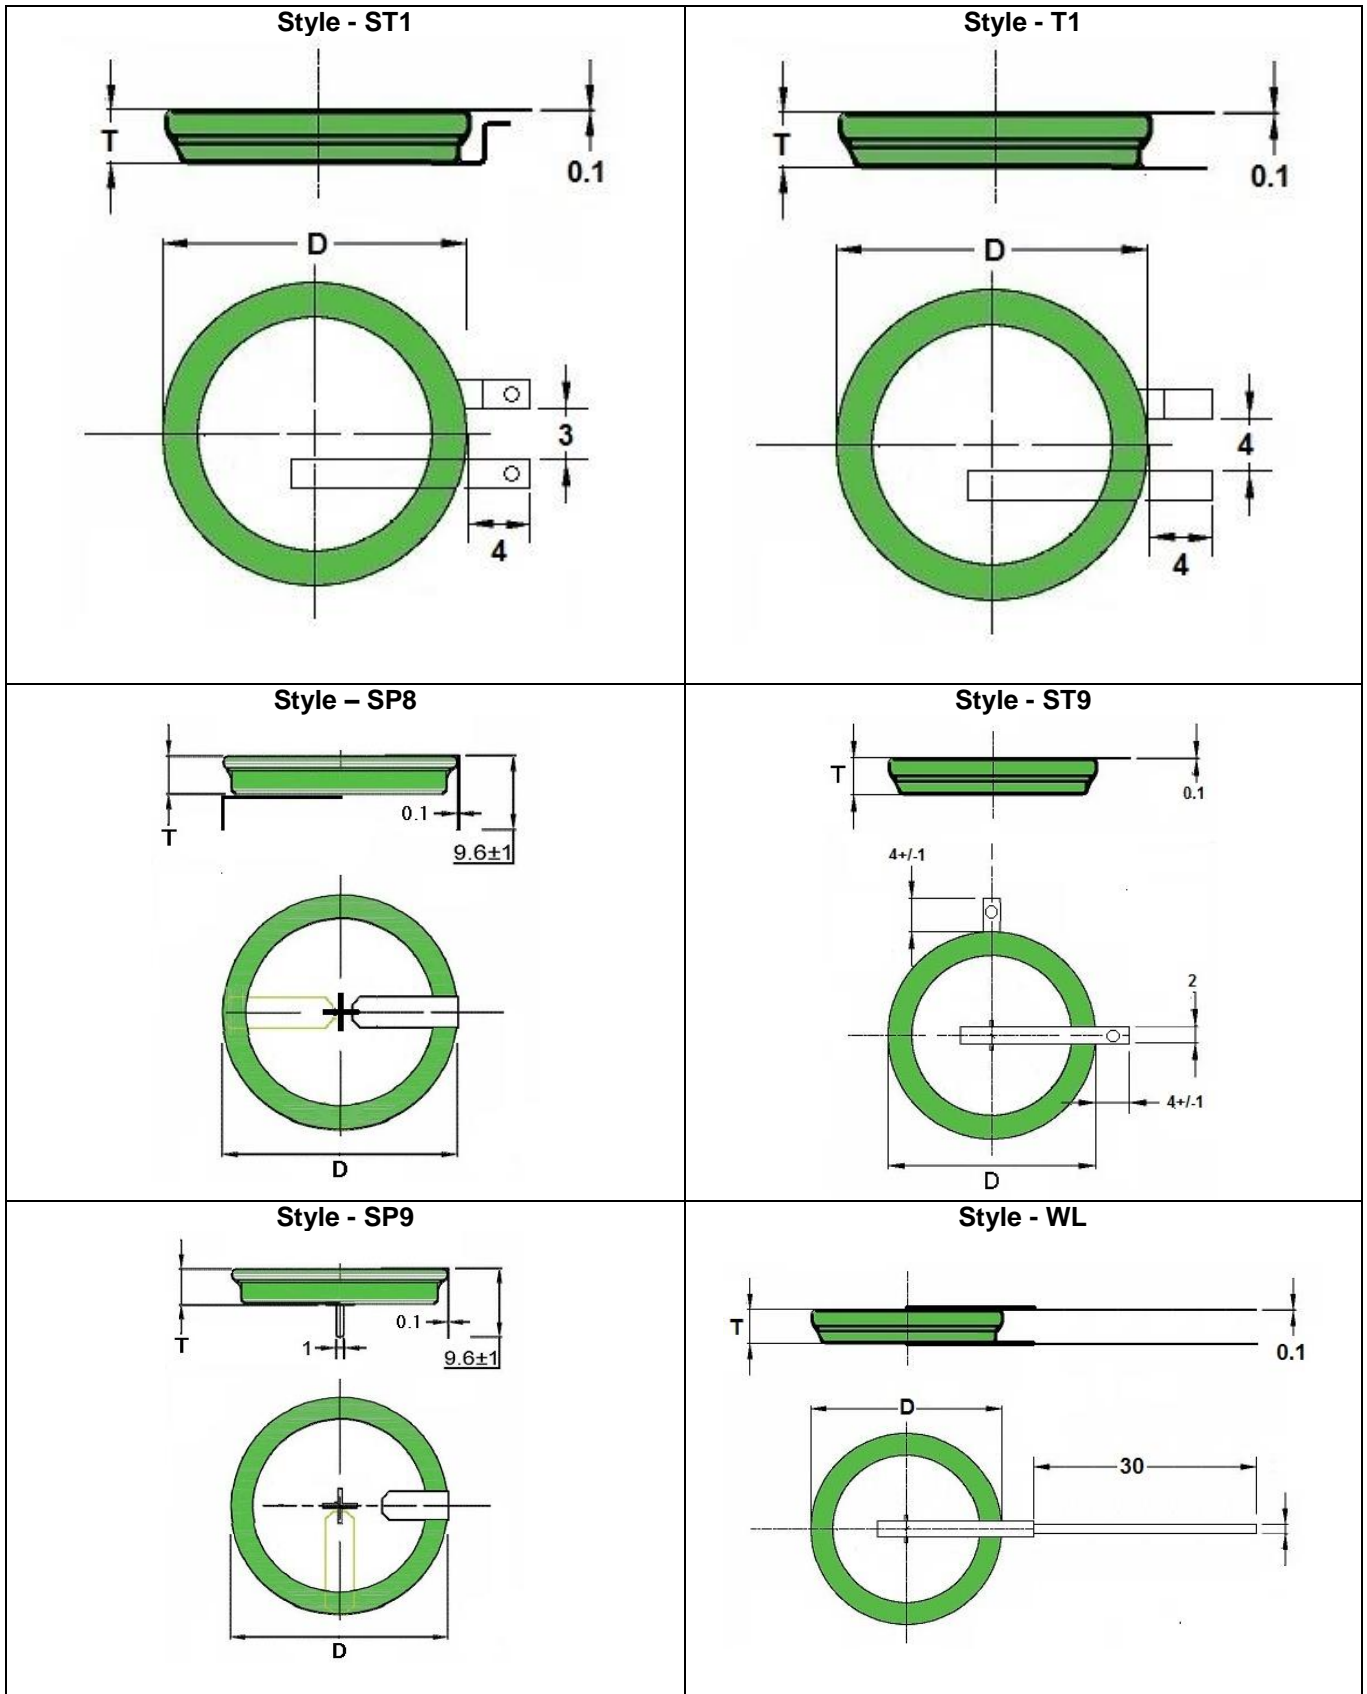 Style - ST1
T
0.1
D
3
4
Style - T1
T
0.1
D
4
4
Style – SP8
T
0.1
9.6±1
D
Style - ST9
T
0.1
4+/-1
2
4+/-1
D
Style - SP9
T
1
0.1
9.6±1
D
Style - WL
T
0.1
D
30